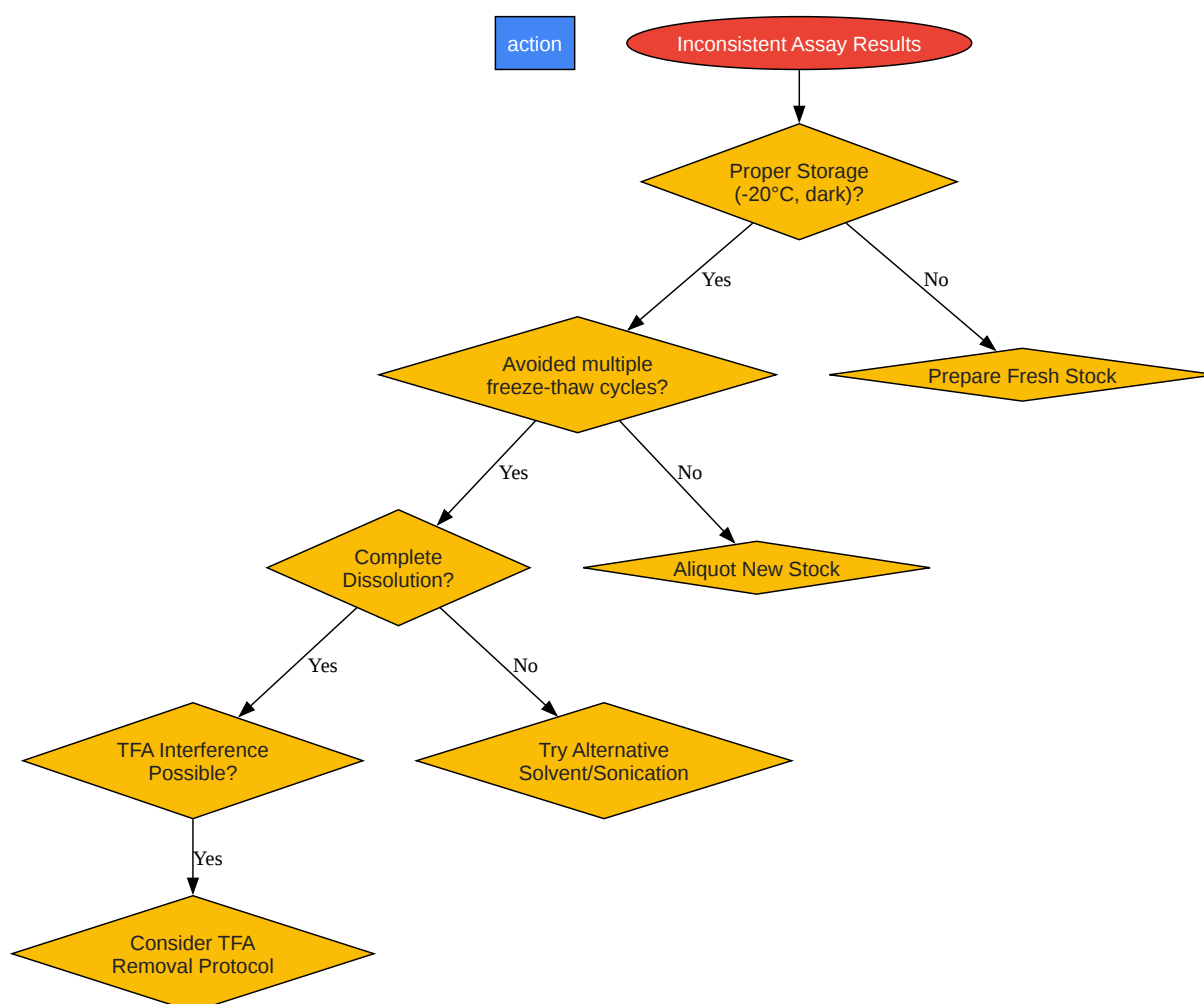 action
Inconsistent Assay Results
Proper Storage
(-20°C, dark)?
Yes
No
Avoided multiple
freeze-thaw cycles?
Prepare Fresh Stock
Yes
No
Complete
Dissolution?
Aliquot New Stock
Yes
No
TFA Interference
Possible?
Try Alternative
Solvent/Sonication
Yes
Consider TFA
Removal Protocol